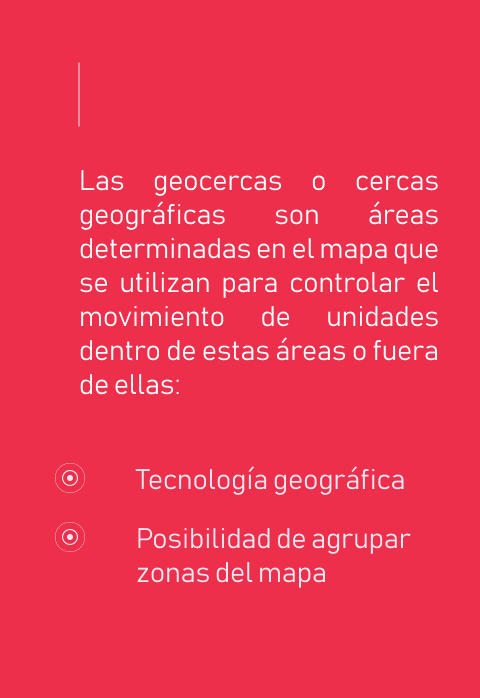 Las geocercas o cercas
geográficas son áreas
determinadas en el mapa que
se utilizan para controlar el
movimiento de unidades
dentro de estas áreas o fuera
de ellas:
Tecnología geográfica
Posibilidad de agrupar
zonas del mapa